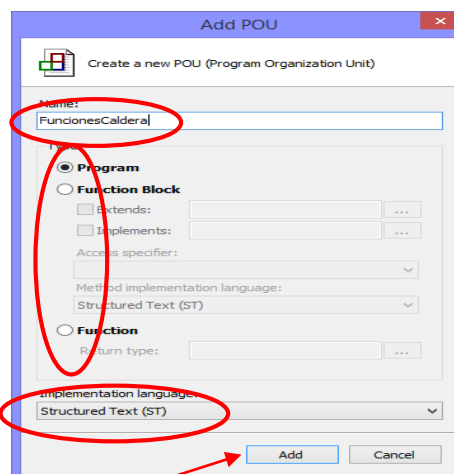 Add POU
Create a new POU (Program Organization Unit)
Name:
FuncionesCaldera
Program
Function Block
Extends:
...
Implements:
...
Access specifier:
Method implementation language:
Structured Text (ST)
Function
Return type:
...
Implementation language:
Structured Text (ST)
Add Cancel